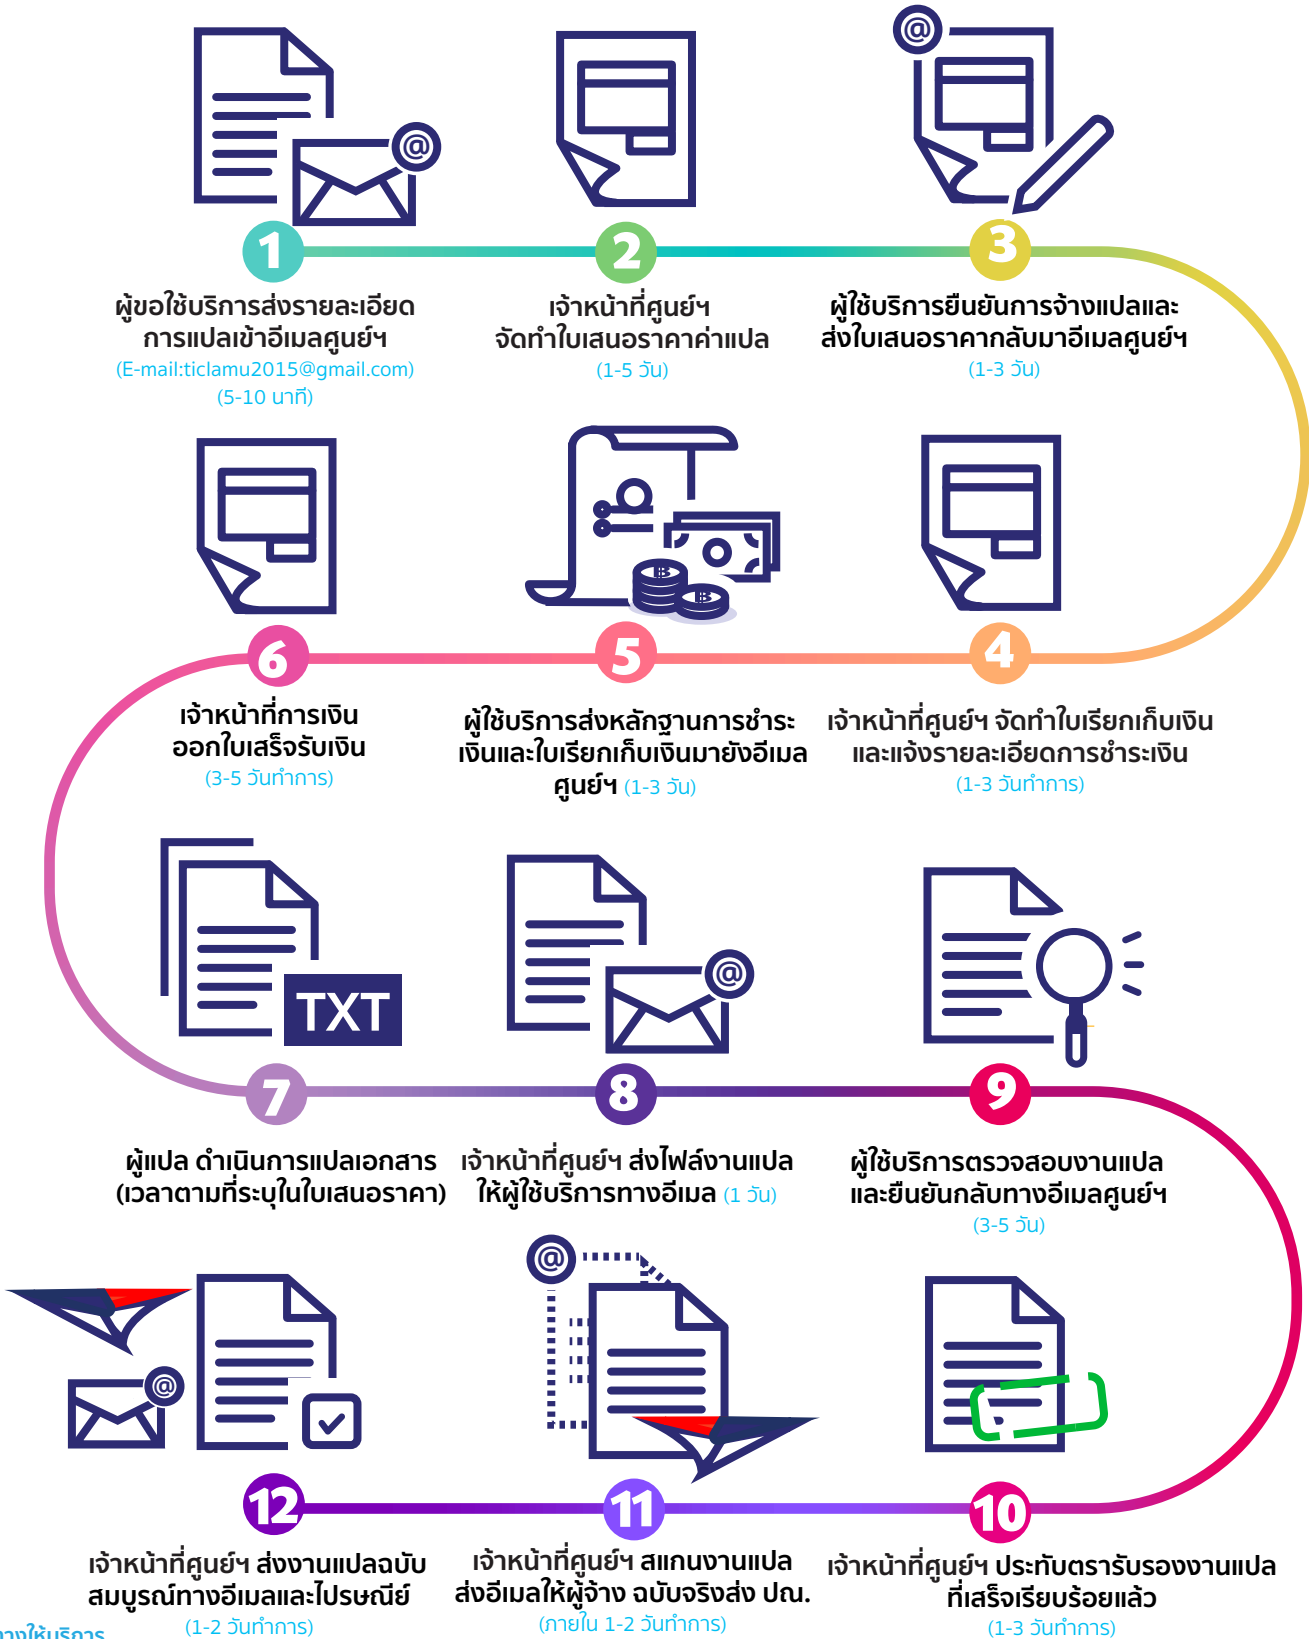 @
@
1
2
3
ผู้ขอใช้บริการส่งรายละเอียด
การแปลเข้าอีเมลศูนย์ฯ
(E-mail:ticlamu2015@gmail.com)
(5-10 นาที)
เจ้าหน้าที่ศูนย์ฯ
จัดทำใบเสนอราคาค่าแปล
(1-5 วัน)
ผู้ใช้บริการยืนยันการจ้างแปลและ
ส่งใบเสนอราคากลับมาอีเมลศูนย์ฯ
(1-3 วัน)
฿
฿
6
5
4
เจ้าหน้าที่การเงิน
ออกใบเสร็จรับเงิน
(3-5 วันทำการ)
ผู้ใช้บริการส่งหลักฐานการชำระ
เงินและใบเรียกเก็บเงินมายังอีเมล
ศูนย์ฯ (1-3 วัน)
เจ้าหน้าที่ศูนย์ฯ จัดทำใบเรียกเก็บเงิน
และแจ้งรายละเอียดการชำระเงิน
(1-3 วันทำการ)
TXT
@
7
8
9
ผู้แปล ดำเนินการแปลเอกสาร
(เวลาตามที่ระบุในใบเสนอราคา)
เจ้าหน้าที่ศูนย์ฯ ส่งไฟล์งานแปล
ให้ผู้ใช้บริการทางอีเมล (1 วัน)
ผู้ใช้บริการตรวจสอบงานแปล
และยืนยันกลับทางอีเมลศูนย์ฯ
(3-5 วัน)
@
@
12
11
10
เจ้าหน้าที่ศูนย์ฯ ส่งงานแปลฉบับ
สมบูรณ์ทางอีเมลและไปรษณีย์
(1-2 วันทำการ)
เจ้าหน้าที่ศูนย์ฯ สแกนงานแปล
ส่งอีเมลให้ผู้จ้าง ฉบับจริงส่ง ปณ.
(ภายใน 1-2 วันทำการ)
เจ้าหน้าที่ศูนย์ฯ ประทับตรารับรองงานแปล
ที่เสร็จเรียบร้อยแล้ว
(1-3 วันทำการ)